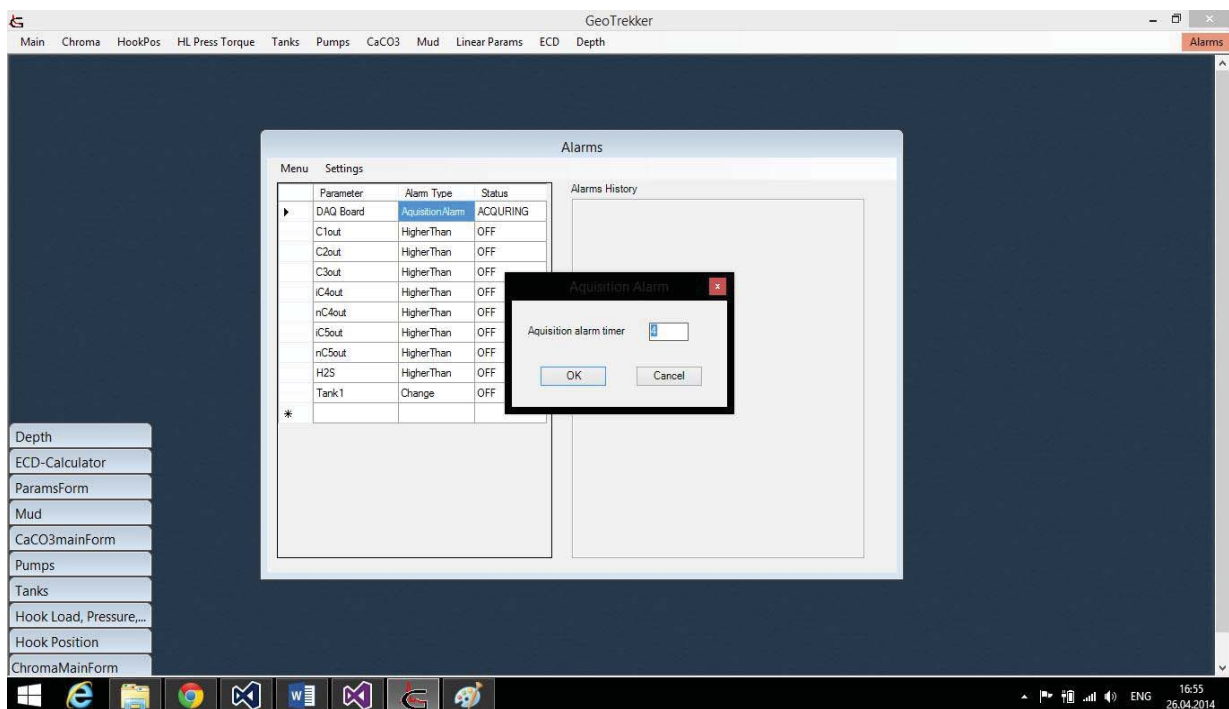 GeoTrekker
Main Chroma HookPos HL Press Torque Tanks Pumps CaCO3 Mud Linear Params ECD Depth Alarms
Alarms
Menu Settings
Alarms History
Parameter Alarm Type Status
DAQ Board AquisitionAlarm ACQURING
C1out HigherThan OFF
C2out HigherThan OFF
C3out HigherThan OFF
iC4out HigherThan OFF
nC4out HigherThan OFF
iC5out HigherThan OFF
nC5out HigherThan OFF
H2S HigherThan OFF
Tank1 Change OFF
Aquisition Alarm
Aquisition alarm timer 4
OK Cancel
Depth
ECD-Calculator
ParamsForm
Mud
CaCO3mainForm
Pumps
Tanks
Hook Load, Pressure,...
Hook Position
ChromaMainForm
ENG 16:55
26.04.2014